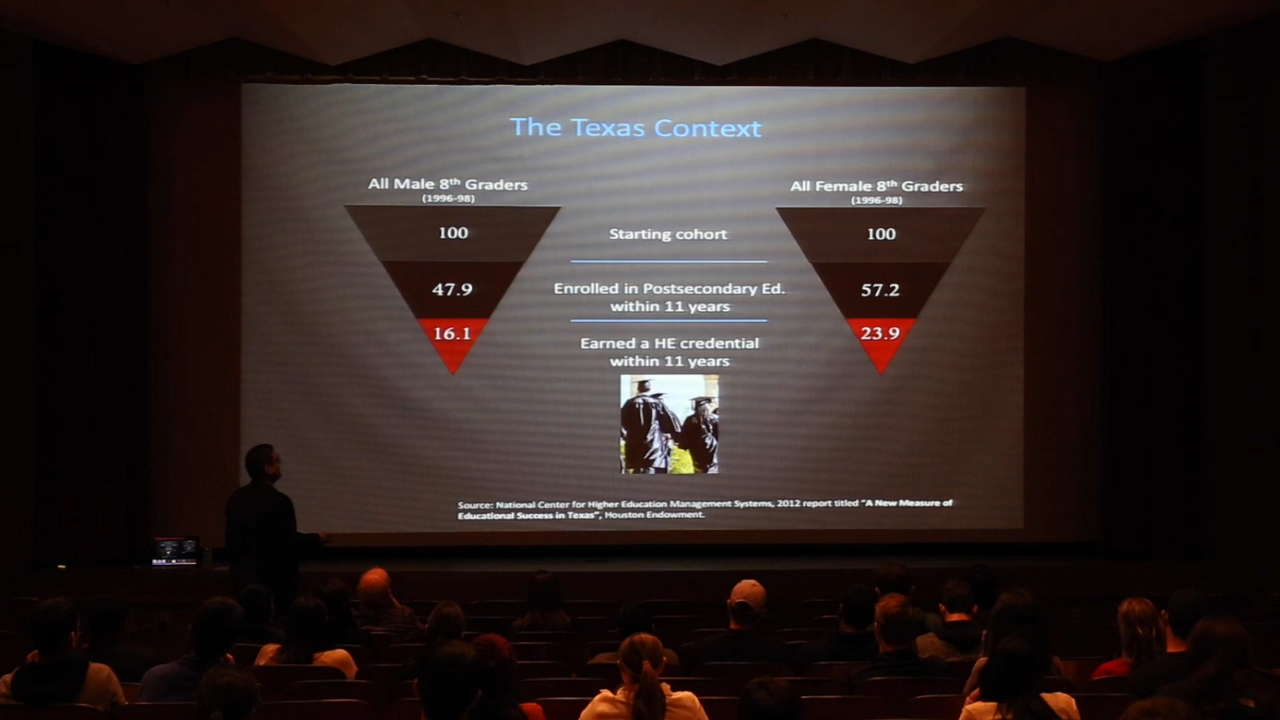 The Texas Context
All Male 8th Graders
(1996-98)
100
47.9
16.1
Starting cohort
Enrolled in Postsecondary Ed.
within 11 years
Earned a HE credential
within 11 years
All Female 8th Graders
(1996-98)
100
57.2
23.9
Source: National Center for Higher Education Management Systems, 2012 report titled "A New Measure of
Educational Success in Texas", Houston Endowment.